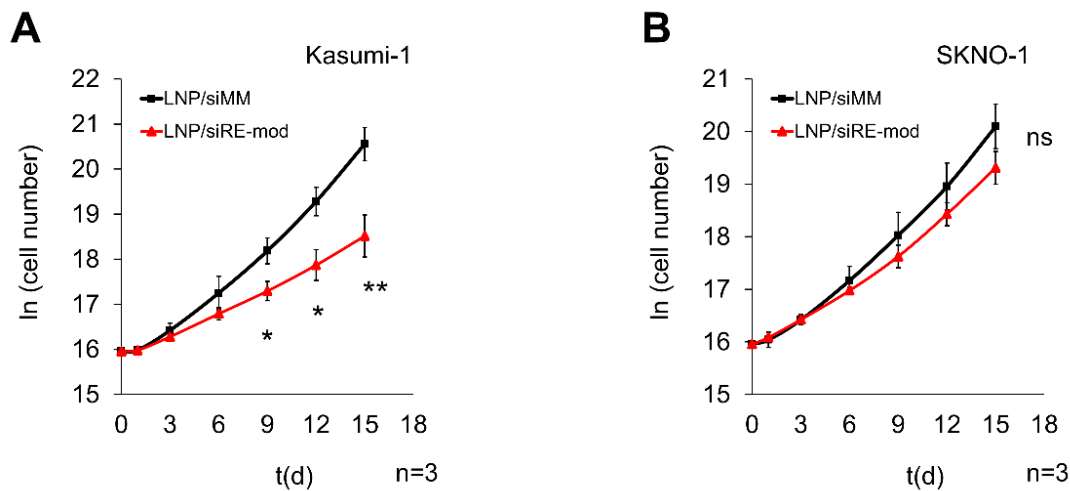 A
Kasumi-1
LNP/siMM
LNP/siRE-mod
ln (cell number)
22
21
20
19
18
17
16
15
*
*
**
0 3 6 9 12 15 18
t(d)
n=3
B
SKNO-1
LNP/siMM
LNP/siRE-mod
ns
ln (cell number)
21
20
19
18
17
16
15
0 3 6 9 12 15 18
t(d)
n=3